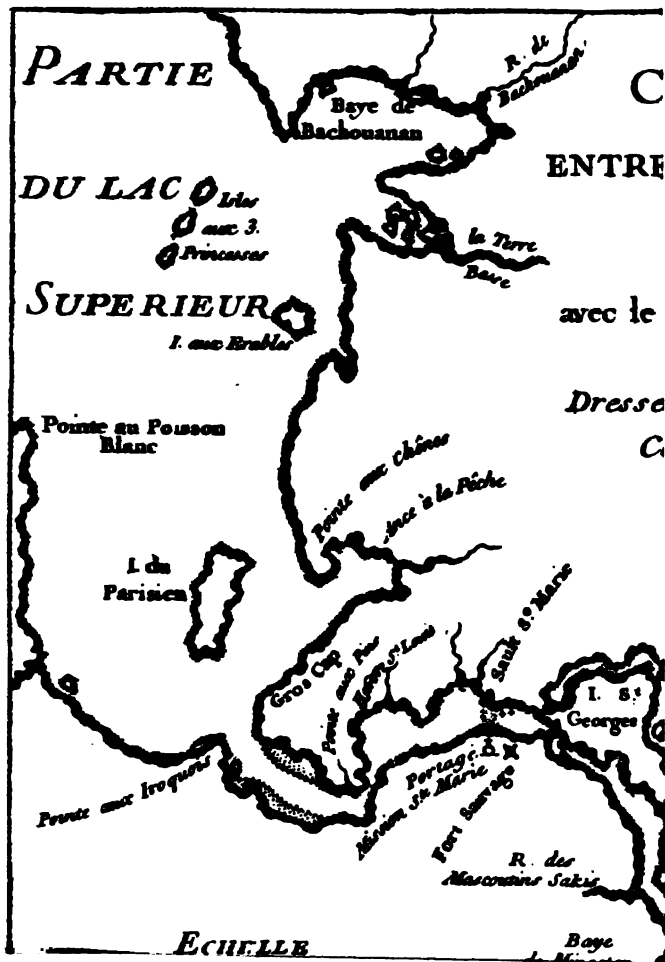 PARTIE
DU LAC
SUPERIEUR
R. de
Bachouanan.
Baye de
Bachouanan
C
ENTRE
Isles
aux 3.
Princesses
la Terre
Basse
I. aux Erables
avec le
Dresse
Pointe au Poisson
Blanc
Pointe aux Chênes
Ance à la Pêche
I. du
Parisien
Gros Cap
Pointe aux Pins
St. Louis
Sault Ste Marie
I. St
Georges
Pointe aux Iroquois
Portage
Mission Ste Marie
Fort Sauvage
R. des
Mascoutins Sakis
ECHELLE
Baye